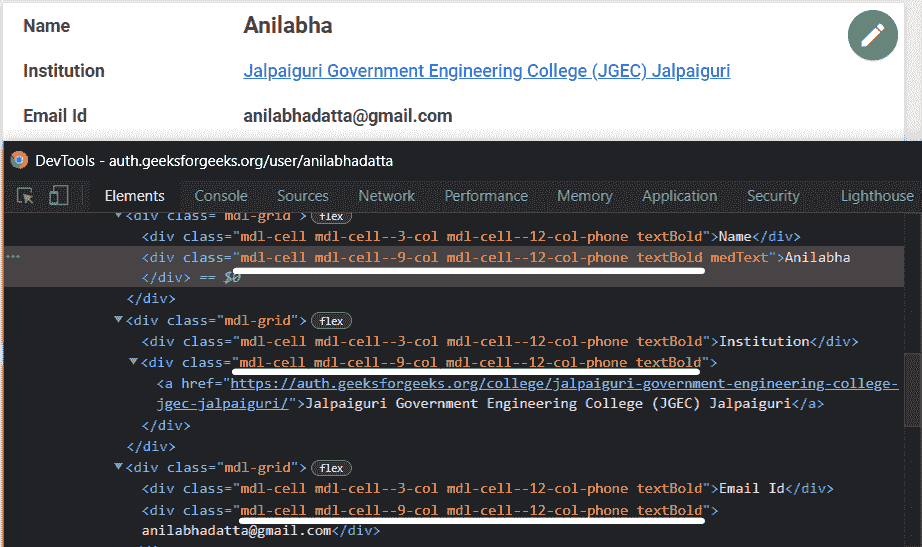 Name Anilabha
Institution Jalpaiguri Government Engineering College (JGEC) Jalpaiguri
Email Id anilabhadatta@gmail.com
DevTools - auth.geeksforgeeks.org/user/anilabhadatta
Elements Console Sources Network Performance Memory Application Security Lighthouse
<div class="mdl-grid"> flex
<div class="mdl-cell mdl-cell--3-col mdl-cell--12-col-phone textBold">Name</div>
<div class="mdl-cell mdl-cell--9-col mdl-cell--12-col-phone textBold medText">Anilabha
</div> == $0
</div>
<div class="mdl-grid"> flex
<div class="mdl-cell mdl-cell--3-col mdl-cell--12-col-phone textBold">Institution</div>
<div class="mdl-cell mdl-cell--9-col mdl-cell--12-col-phone textBold">
<a href="https://auth.geeksforgeeks.org/college/jalpaiguri-government-engineering-college-
jgec-jalpaiguri/">Jalpaiguri Government Engineering College (JGEC) Jalpaiguri</a>
</div>
</div>
<div class="mdl-grid"> flex
<div class="mdl-cell mdl-cell--3-col mdl-cell--12-col-phone textBold">Email Id</div>
<div class="mdl-cell mdl-cell--9-col mdl-cell--12-col-phone textBold">
anilabhadatta@gmail.com</div>